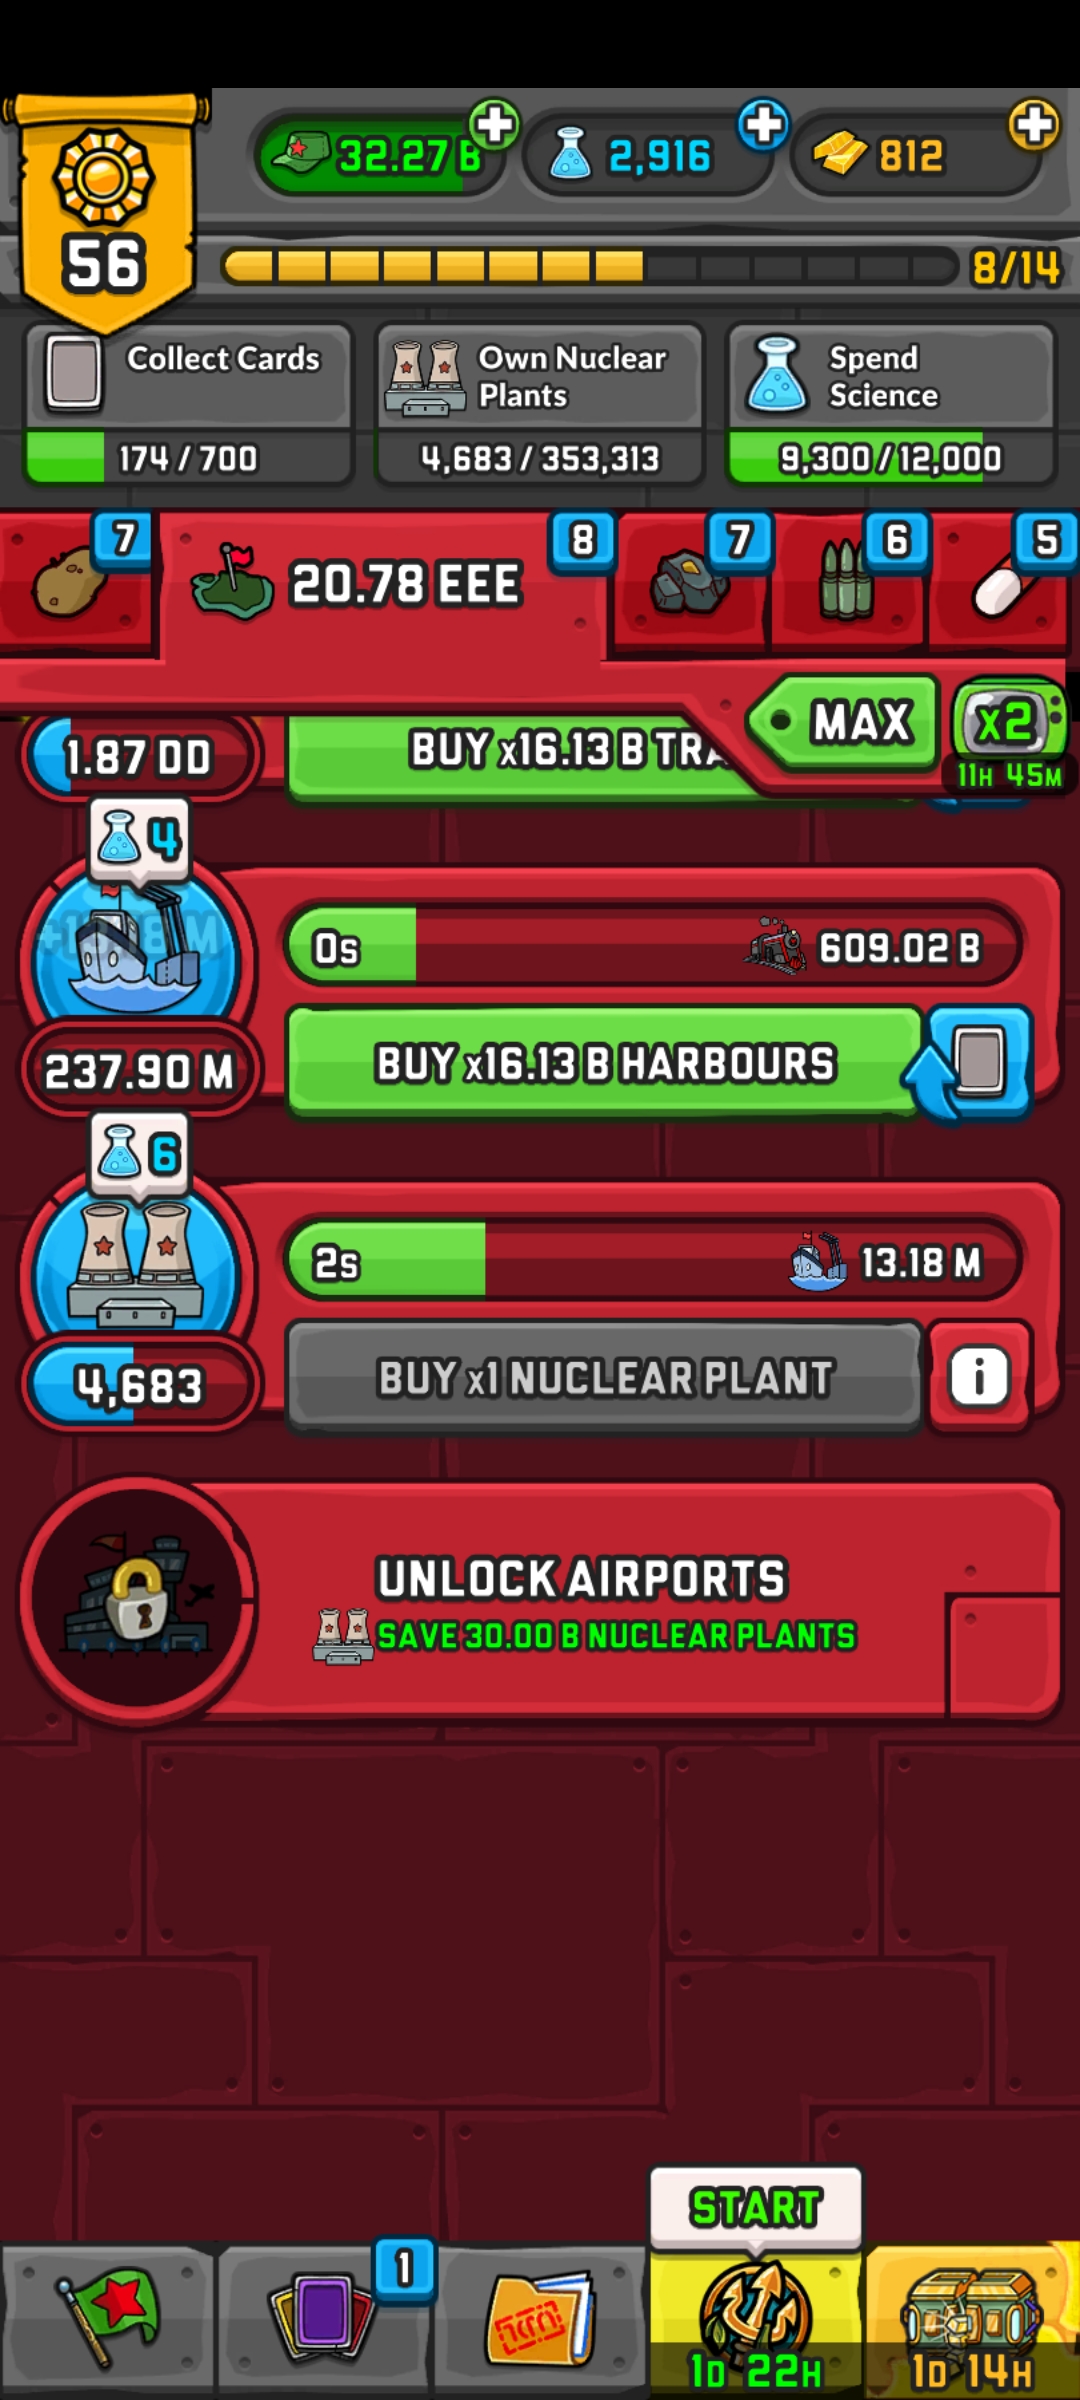 32.27 B
2,916
812
56
8/14
Collect Cards
174 / 700
Own Nuclear
Plants
4,683 / 353,313
Spend
Science
9,300 / 12,000
7
20.78 EEE
8
7
6
5
MAX
x2
11H 45M
1.87 DD
BUY x16.13 B
4
0s
609.02 B
237.90 M
BUY x16.13 B HARBOURS
6
2s
13.18 M
4,683
BUY x1 NUCLEAR PLANT
i
UNLOCK AIRPORTS
SAVE 30.00 B NUCLEAR PLANTS
START
1
1D 22H
1D 14H